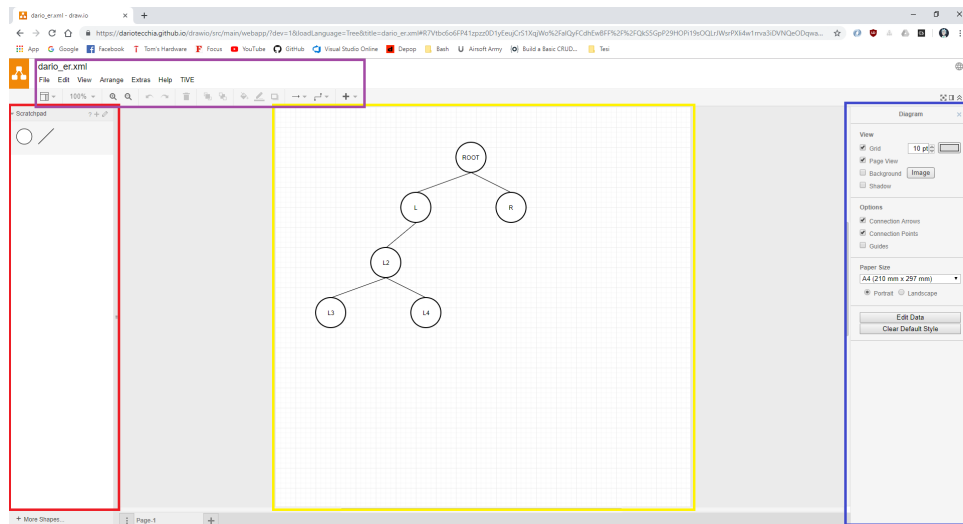 dario_er.xml - draw.io
https://dariotecchia.github.io/drawio/src/main/webapp/?dev=1&loadLanguage=Tree&title=dario_er.xml
App Google Facebook Tom's Hardware Focus YouTube GitHub Visual Studio Online Depop Bash Airsoft Army Build a Basic CRUD... Tesi
dario_er.xml
File Edit View Arrange Extras Help TiVE
100%
Scratchpad
ROOT
L
R
L2
L3
L4
Diagram
View
Grid 10 pt
Page View
Background Image
Shadow
Options
Connection Arrows
Connection Points
Guides
Paper Size
A4 (210 mm x 297 mm)
Portrait Landscape
Edit Data
Clear Default Style
+ More Shapes...
Page-1